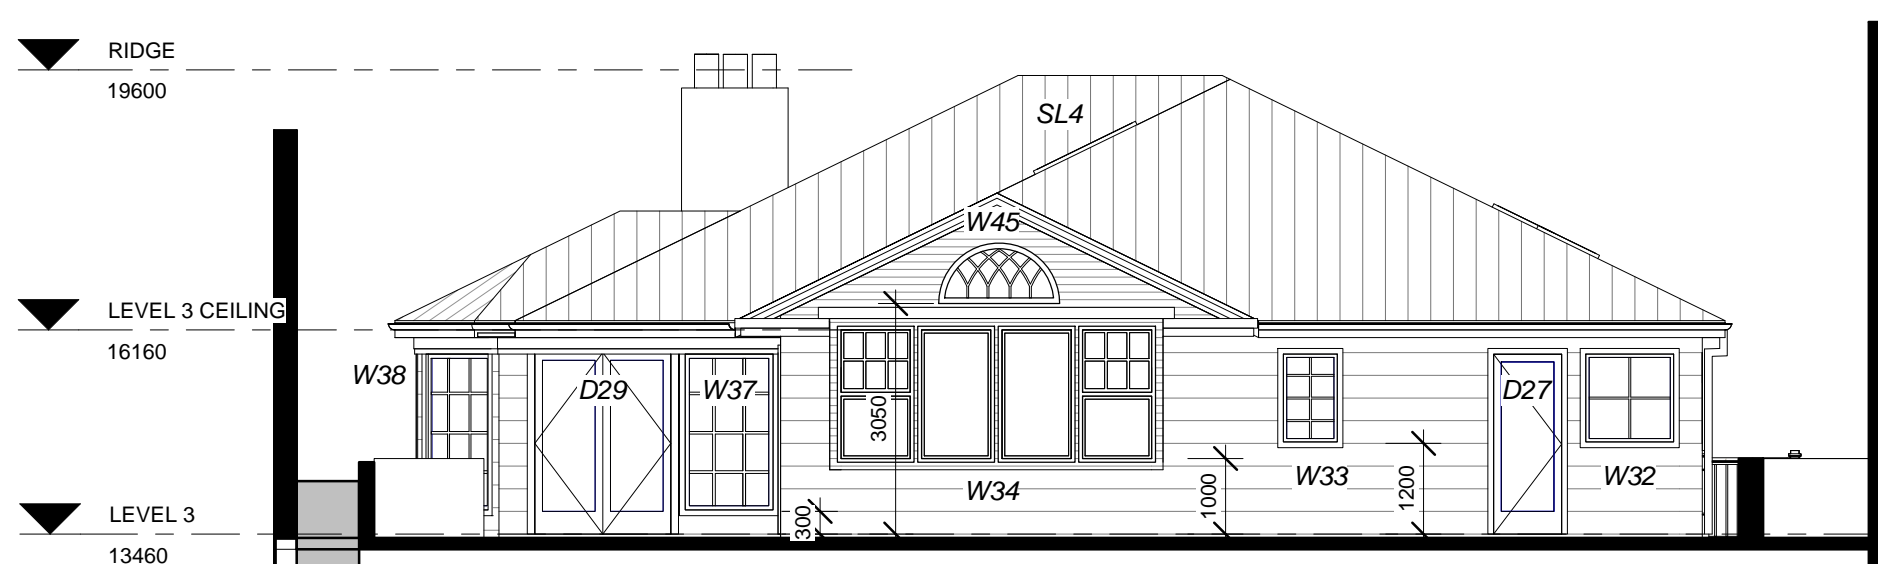 RIDGE
19600
SL4
W45
LEVEL 3 CEILING
16160
W38
D29
W37
3050
D27
W34
1000
W33
1200
W32
300
LEVEL 3
13460